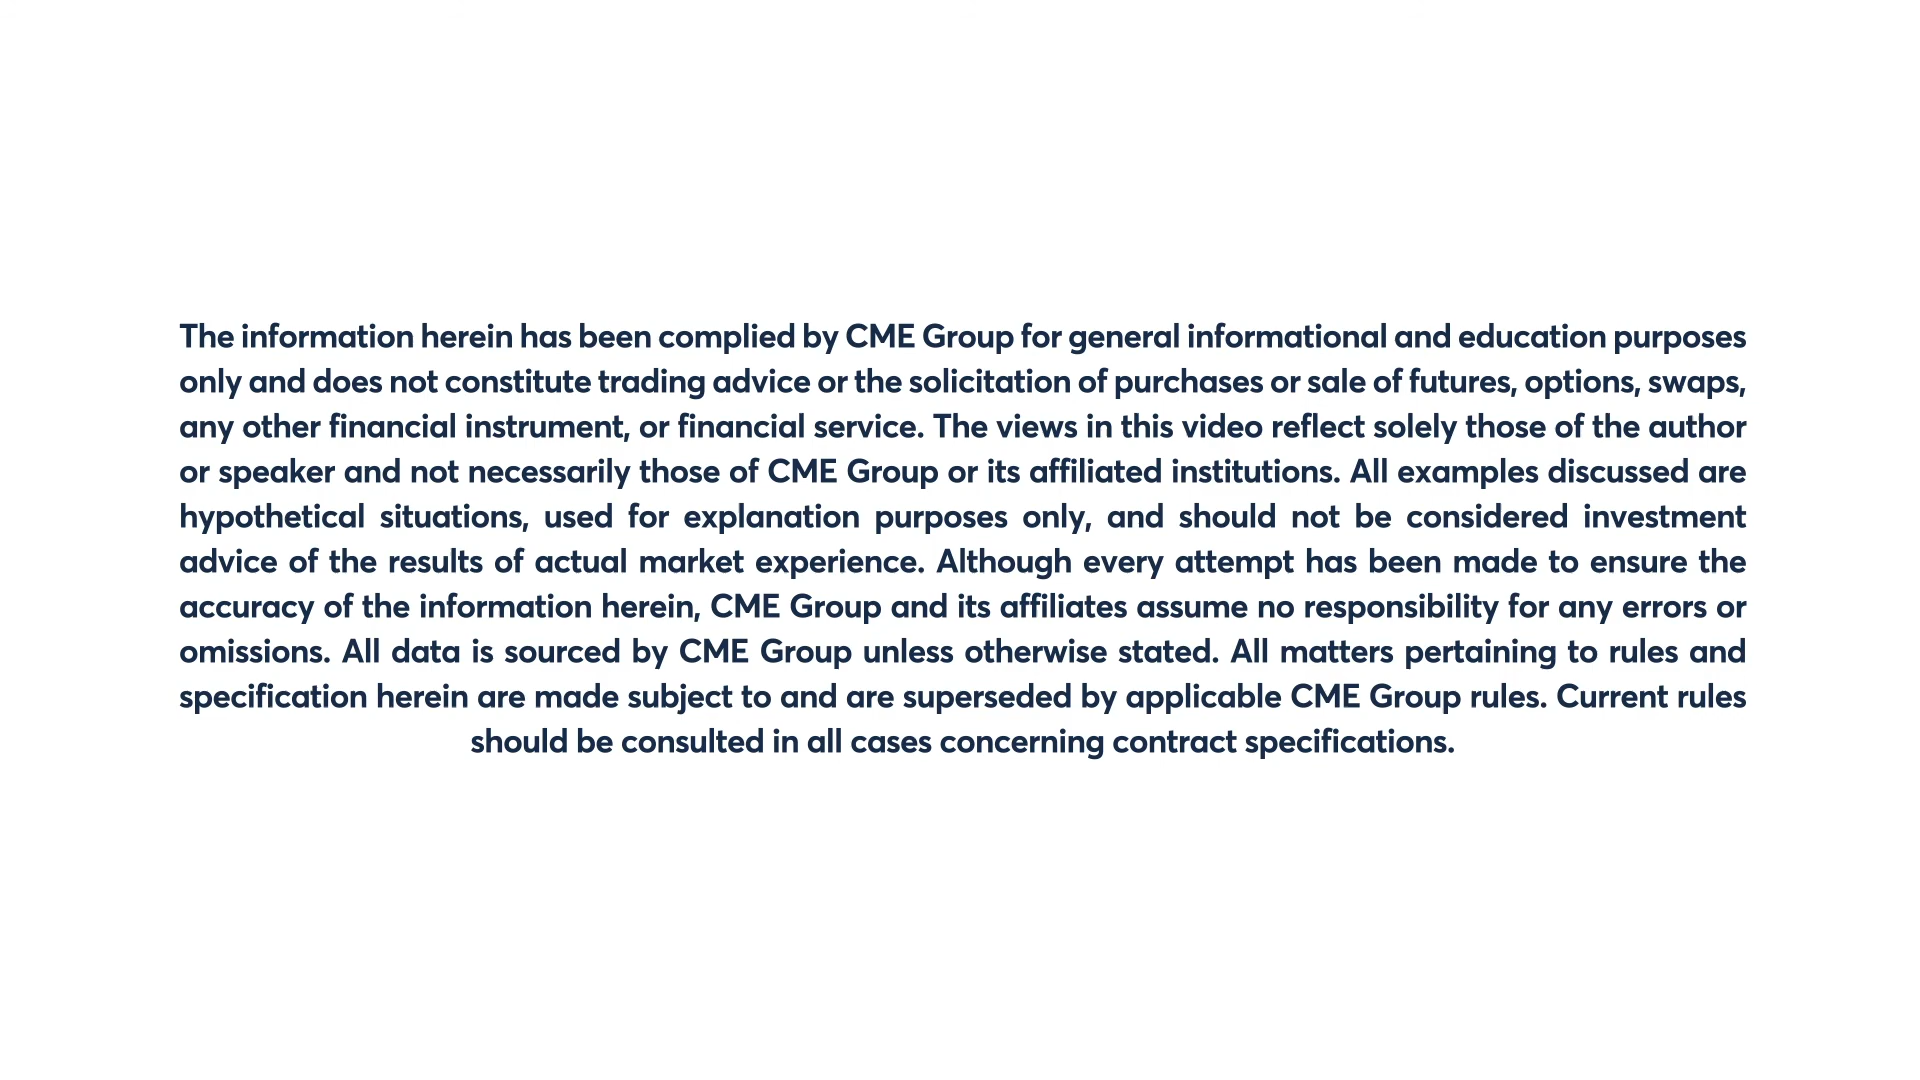 The information herein has been complied by CME Group for general informational and education purposes
only and does not constitute trading advice or the solicitation of purchases or sale of futures, options, swaps,
any other financial instrument, or financial service. The views in this video reflect solely those of the author
or speaker and not necessarily those of CME Group or its affiliated institutions. All examples discussed are
hypothetical situations, used for explanation purposes only, and should not be considered investment
advice of the results of actual market experience. Although every attempt has been made to ensure the
accuracy of the information herein, CME Group and its affiliates assume no responsibility for any errors or
omissions. All data is sourced by CME Group unless otherwise stated. All matters pertaining to rules and
specification herein are made subject to and are superseded by applicable CME Group rules. Current rules
should be consulted in all cases concerning contract specifications.